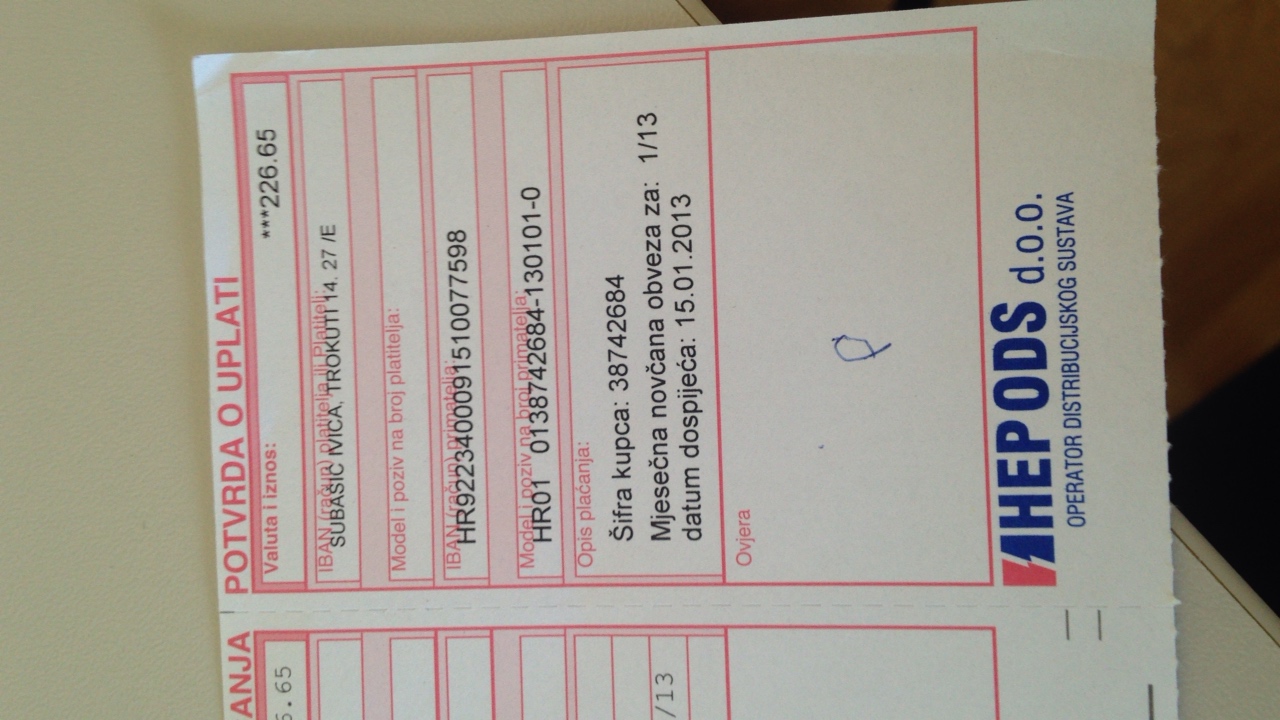 ANJA
6.65
/13
POTVRDA O UPLATI
Valuta i iznos:
***226.65
IBAN (račun) platitelja ili Platitelj:
SUBAŠIĆ IVICA, TROKUTI 14. 27 /E
Model i poziv na broj platitelja:
IBAN (račun) primatelja:
HR9223400091510077598
Model i poziv na broj primatelja:
HR01 0138742684-130101-0
Opis plaćanja:
Šifra kupca: 38742684
Mjesečna novčana obveza za: 1/13
datum dospijeća: 15.01.2013
Ovjera
HEP ODS d.o.o.
OPERATOR DISTRIBUCIJSKOG SUSTAVA